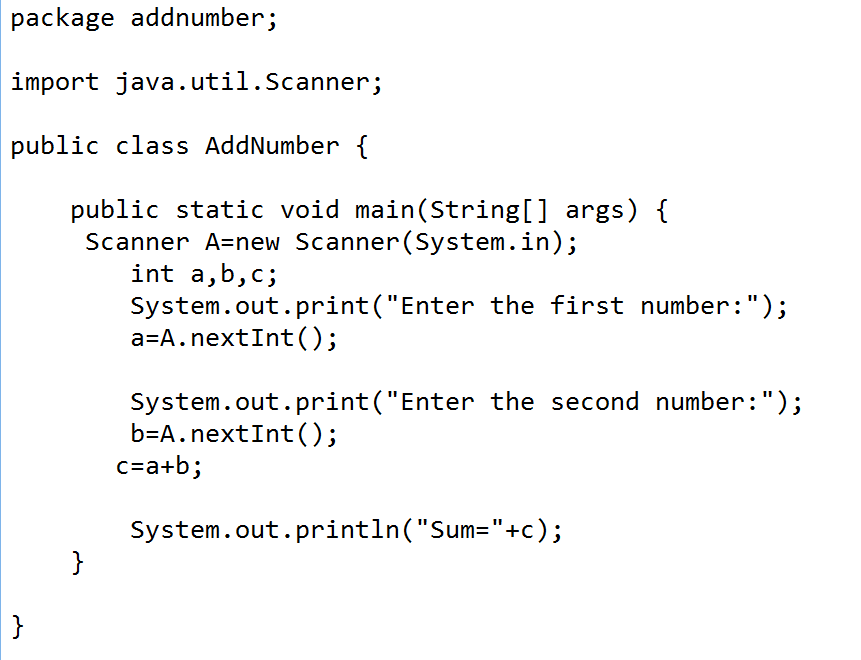 package addnumber;
import java.util.Scanner;
public class AddNumber {
public static void main(String[] args) {
Scanner A=new Scanner(System.in);
int a,b,c;
System.out.print("Enter the first number:");
a=A.nextInt();
System.out.print("Enter the second number:");
b=A.nextInt();
c=a+b;
System.out.println("Sum="+c);
}
}